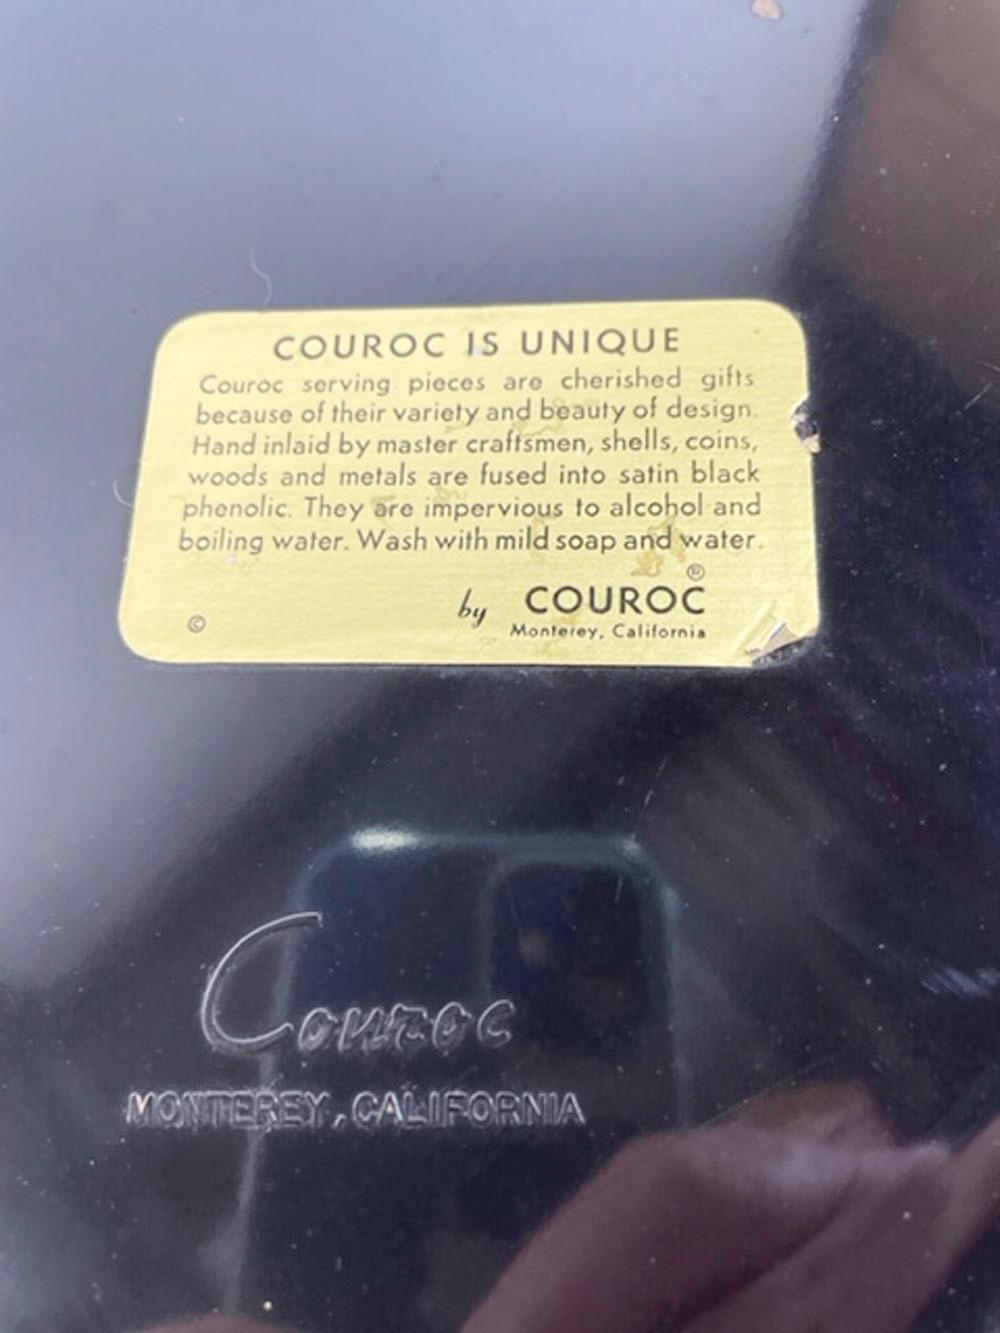 COUROC IS UNIQUE
Couroc serving pieces are cherished gifts
because of their variety and beauty of design.
Hand inlaid by master craftsmen, shells, coins,
woods and metals are fused into satin black
phenolic. They are impervious to alcohol and
boiling water. Wash with mild soap and water.
®
by COUROC
© Monterey, California
Couroc
MONTEREY, CALIFORNIA